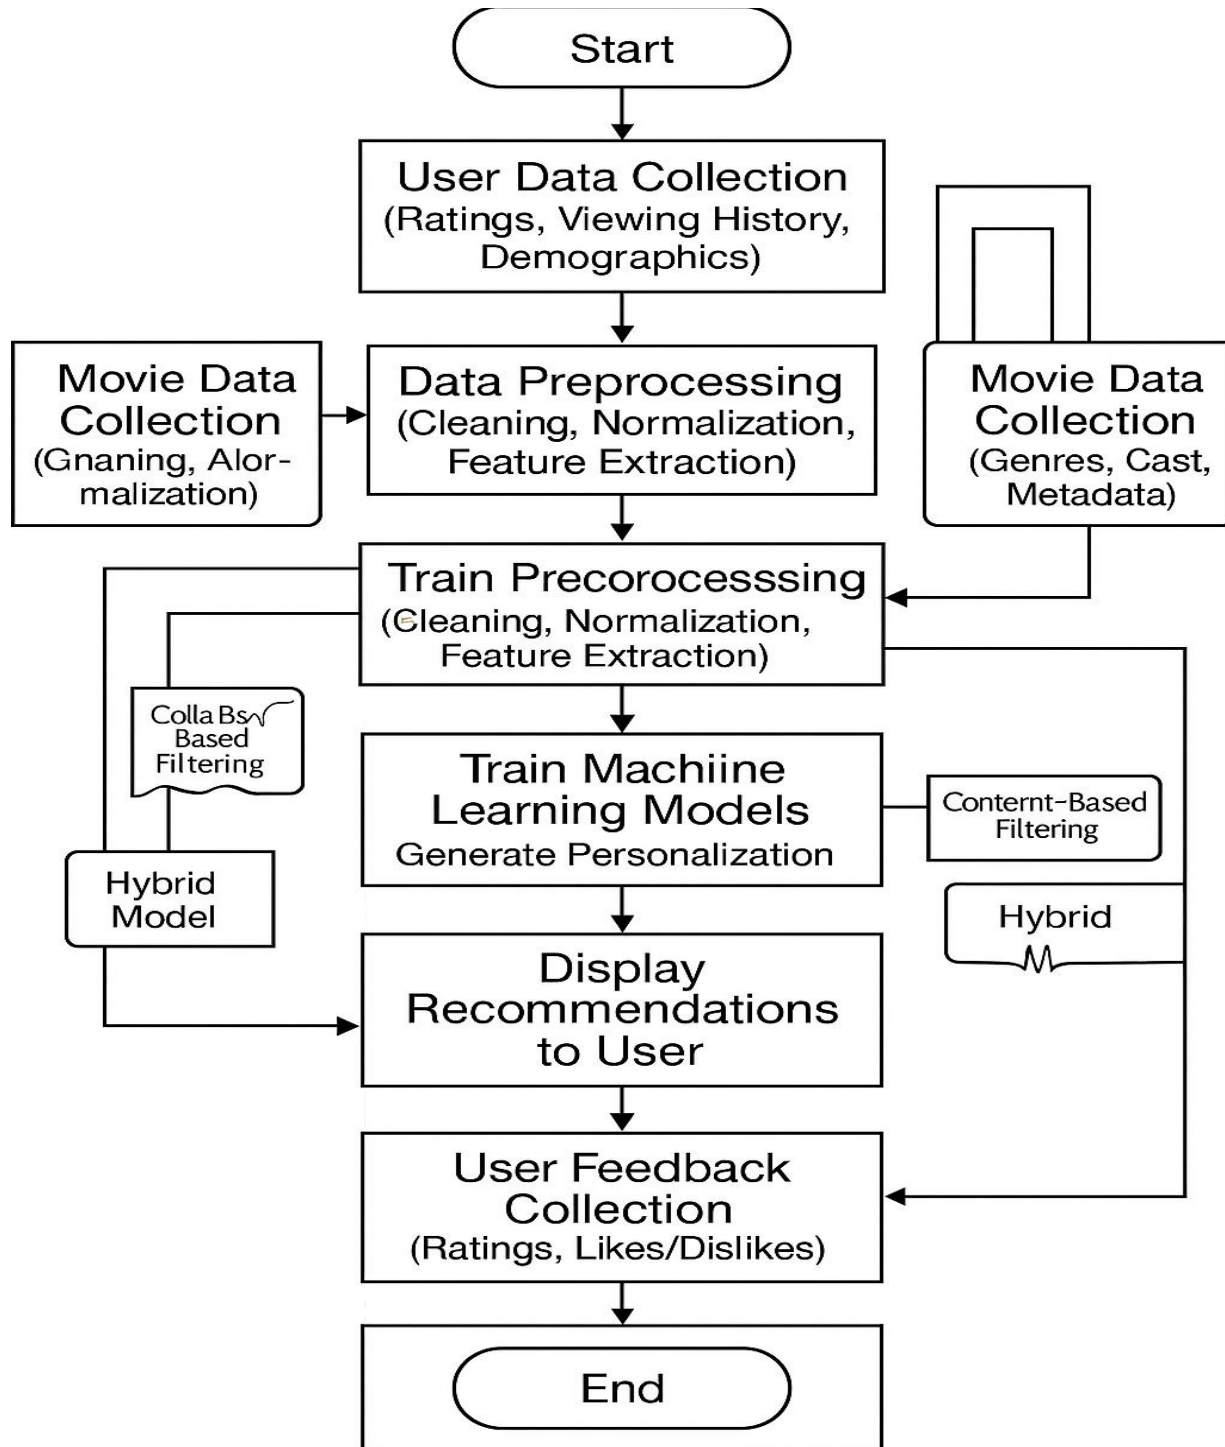 Start
User Data Collection
(Ratings, Viewing History,
Demographics)
Movie Data
Collection
(Gnaning, Alor-
malization)
Data Preprocessing
(Cleaning, Normalization,
Feature Extraction)
Movie Data
Collection
(Genres, Cast,
Metadata)
Train Precorocesssing
(Cleaning, Normalization,
Feature Extraction)
Colla Bs
Based
Filtering
Train Machiine
Learning Models
Generate Personalization
Conternt-Based
Filtering
Hybrid
Model
Hybrid
Display
Recommendations
to User
User Feedback
Collection
(Ratings, Likes/Dislikes)
End